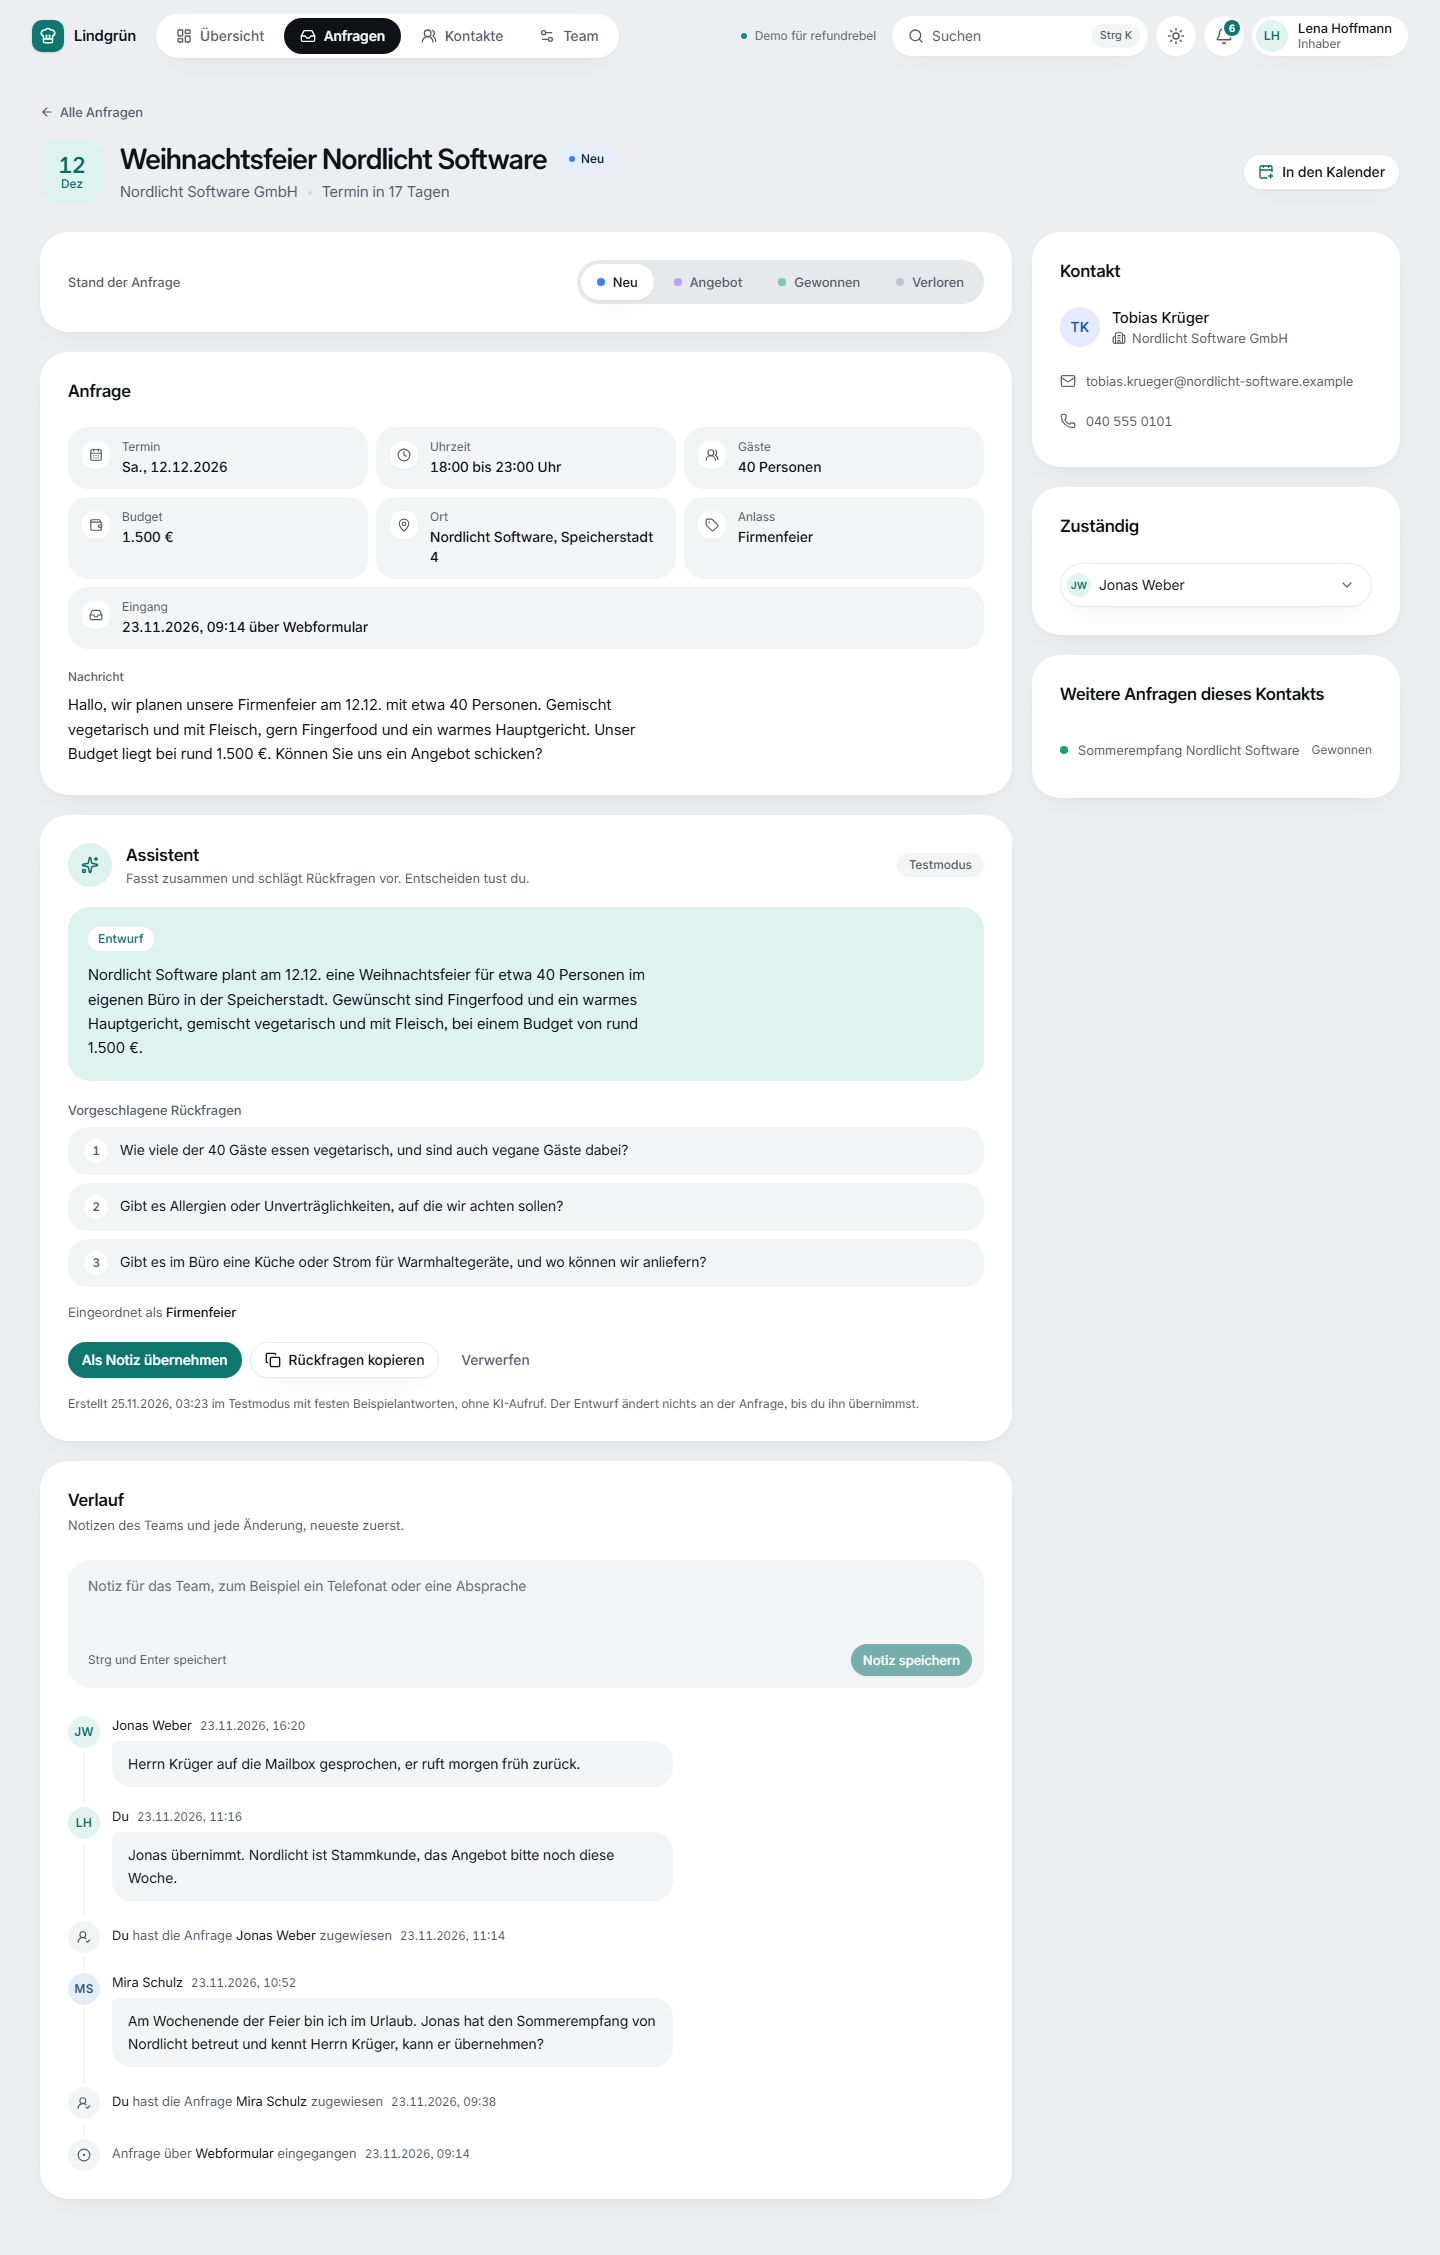 Lindgrün
Übersicht
Anfragen
Kontakte
Team
Demo für refundrebel
Suchen
Strg K
6
LH
Lena Hoffmann
Inhaber
Alle Anfragen
12
Dez
Weihnachtsfeier Nordlicht Software
Neu
Nordlicht Software GmbH
Termin in 17 Tagen
In den Kalender
Stand der Anfrage
Neu
Angebot
Gewonnen
Verloren
Anfrage
Termin
Sa., 12.12.2026
Uhrzeit
18:00 bis 23:00 Uhr
Gäste
40 Personen
Budget
1.500 €
Ort
Nordlicht Software, Speicherstadt
4
Anlass
Firmenfeier
Eingang
23.11.2026, 09:14 über Webformular
Nachricht
Hallo, wir planen unsere Firmenfeier am 12.12. mit etwa 40 Personen. Gemischt
vegetarisch und mit Fleisch, gern Fingerfood und ein warmes Hauptgericht. Unser
Budget liegt bei rund 1.500 €. Können Sie uns ein Angebot schicken?
Kontakt
TK
Tobias Krüger
Nordlicht Software GmbH
tobias.krueger@nordlicht-software.example
040 555 0101
Zuständig
JW
Jonas Weber
Weitere Anfragen dieses Kontakts
Sommerempfang Nordlicht Software
Gewonnen
Assistent
Fasst zusammen und schlägt Rückfragen vor. Entscheiden tust du.
Testmodus
Entwurf
Nordlicht Software plant am 12.12. eine Weihnachtsfeier für etwa 40 Personen im
eigenen Büro in der Speicherstadt. Gewünscht sind Fingerfood und ein warmes
Hauptgericht, gemischt vegetarisch und mit Fleisch, bei einem Budget von rund
1.500 €.
Vorgeschlagene Rückfragen
1
Wie viele der 40 Gäste essen vegetarisch, und sind auch vegane Gäste dabei?
2
Gibt es Allergien oder Unverträglichkeiten, auf die wir achten sollen?
3
Gibt es im Büro eine Küche oder Strom für Warmhaltegeräte, und wo können wir anliefern?
Eingeordnet als Firmenfeier
Als Notiz übernehmen
Rückfragen kopieren
Verwerfen
Erstellt 25.11.2026, 03:23 im Testmodus mit festen Beispielantworten, ohne KI-Aufruf. Der Entwurf ändert nichts an der Anfrage, bis du ihn übernimmst.
Verlauf
Notizen des Teams und jede Änderung, neueste zuerst.
Notiz für das Team, zum Beispiel ein Telefonat oder eine Absprache
Strg und Enter speichert
Notiz speichern
JW
Jonas Weber 23.11.2026, 16:20
Herrn Krüger auf die Mailbox gesprochen, er ruft morgen früh zurück.
LH
Du 23.11.2026, 11:16
Jonas übernimmt. Nordlicht ist Stammkunde, das Angebot bitte noch diese
Woche.
Du hast die Anfrage Jonas Weber zugewiesen 23.11.2026, 11:14
MS
Mira Schulz 23.11.2026, 10:52
Am Wochenende der Feier bin ich im Urlaub. Jonas hat den Sommerempfang von
Nordlicht betreut und kennt Herrn Krüger, kann er übernehmen?
Du hast die Anfrage Mira Schulz zugewiesen 23.11.2026, 09:38
Anfrage über Webformular eingegangen 23.11.2026, 09:14